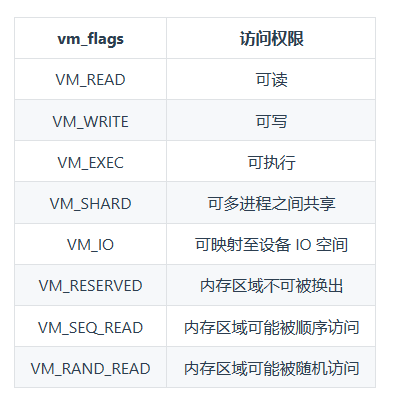 vm_flags 访问权限
VM_READ 可读
VM_WRITE 可写
VM_EXEC 可执行
VM_SHARD 可多进程之间共享
VM_IO 可映射至设备 IO 空间
VM_RESERVED 内存区域不可被换出
VM_SEQ_READ 内存区域可能被顺序访问
VM_RAND_READ 内存区域可能被随机访问